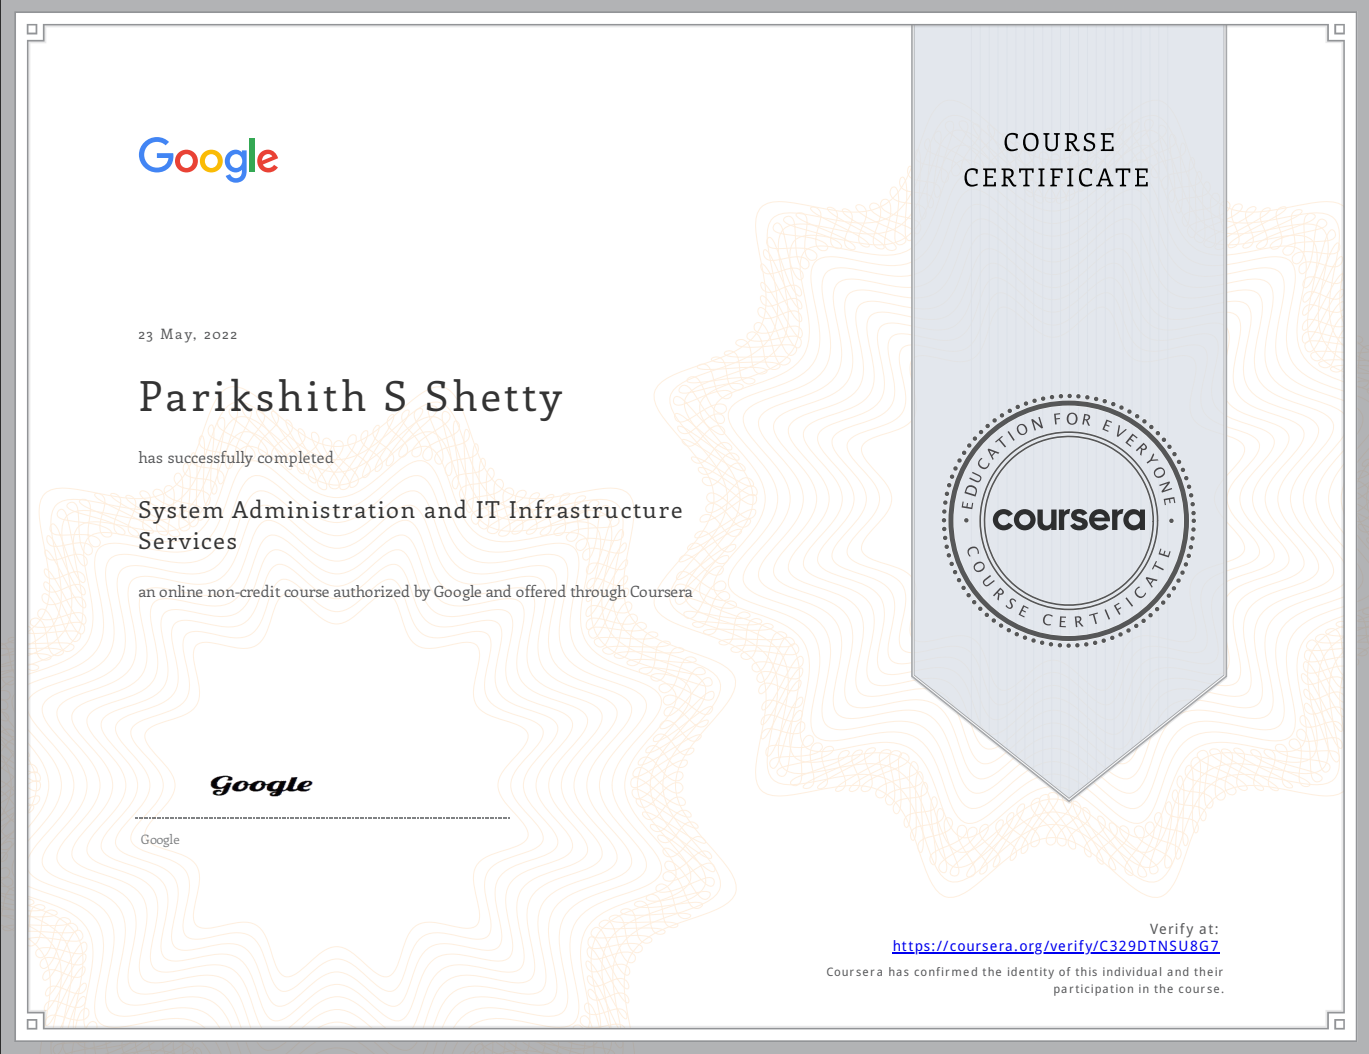 Google
COURSE
CERTIFICATE
23 May, 2022
Parikshith S Shetty
has successfully completed
System Administration and IT Infrastructure
Services
an online non-credit course authorized by Google and offered through Coursera
EDUCATION FOR EVERYONE
coursera
COURSE CERTIFICATE
Google
Google
Verify at:
https://coursera.org/verify/C329DTNSU8G7
Coursera has confirmed the identity of this individual and their
participation in the course.